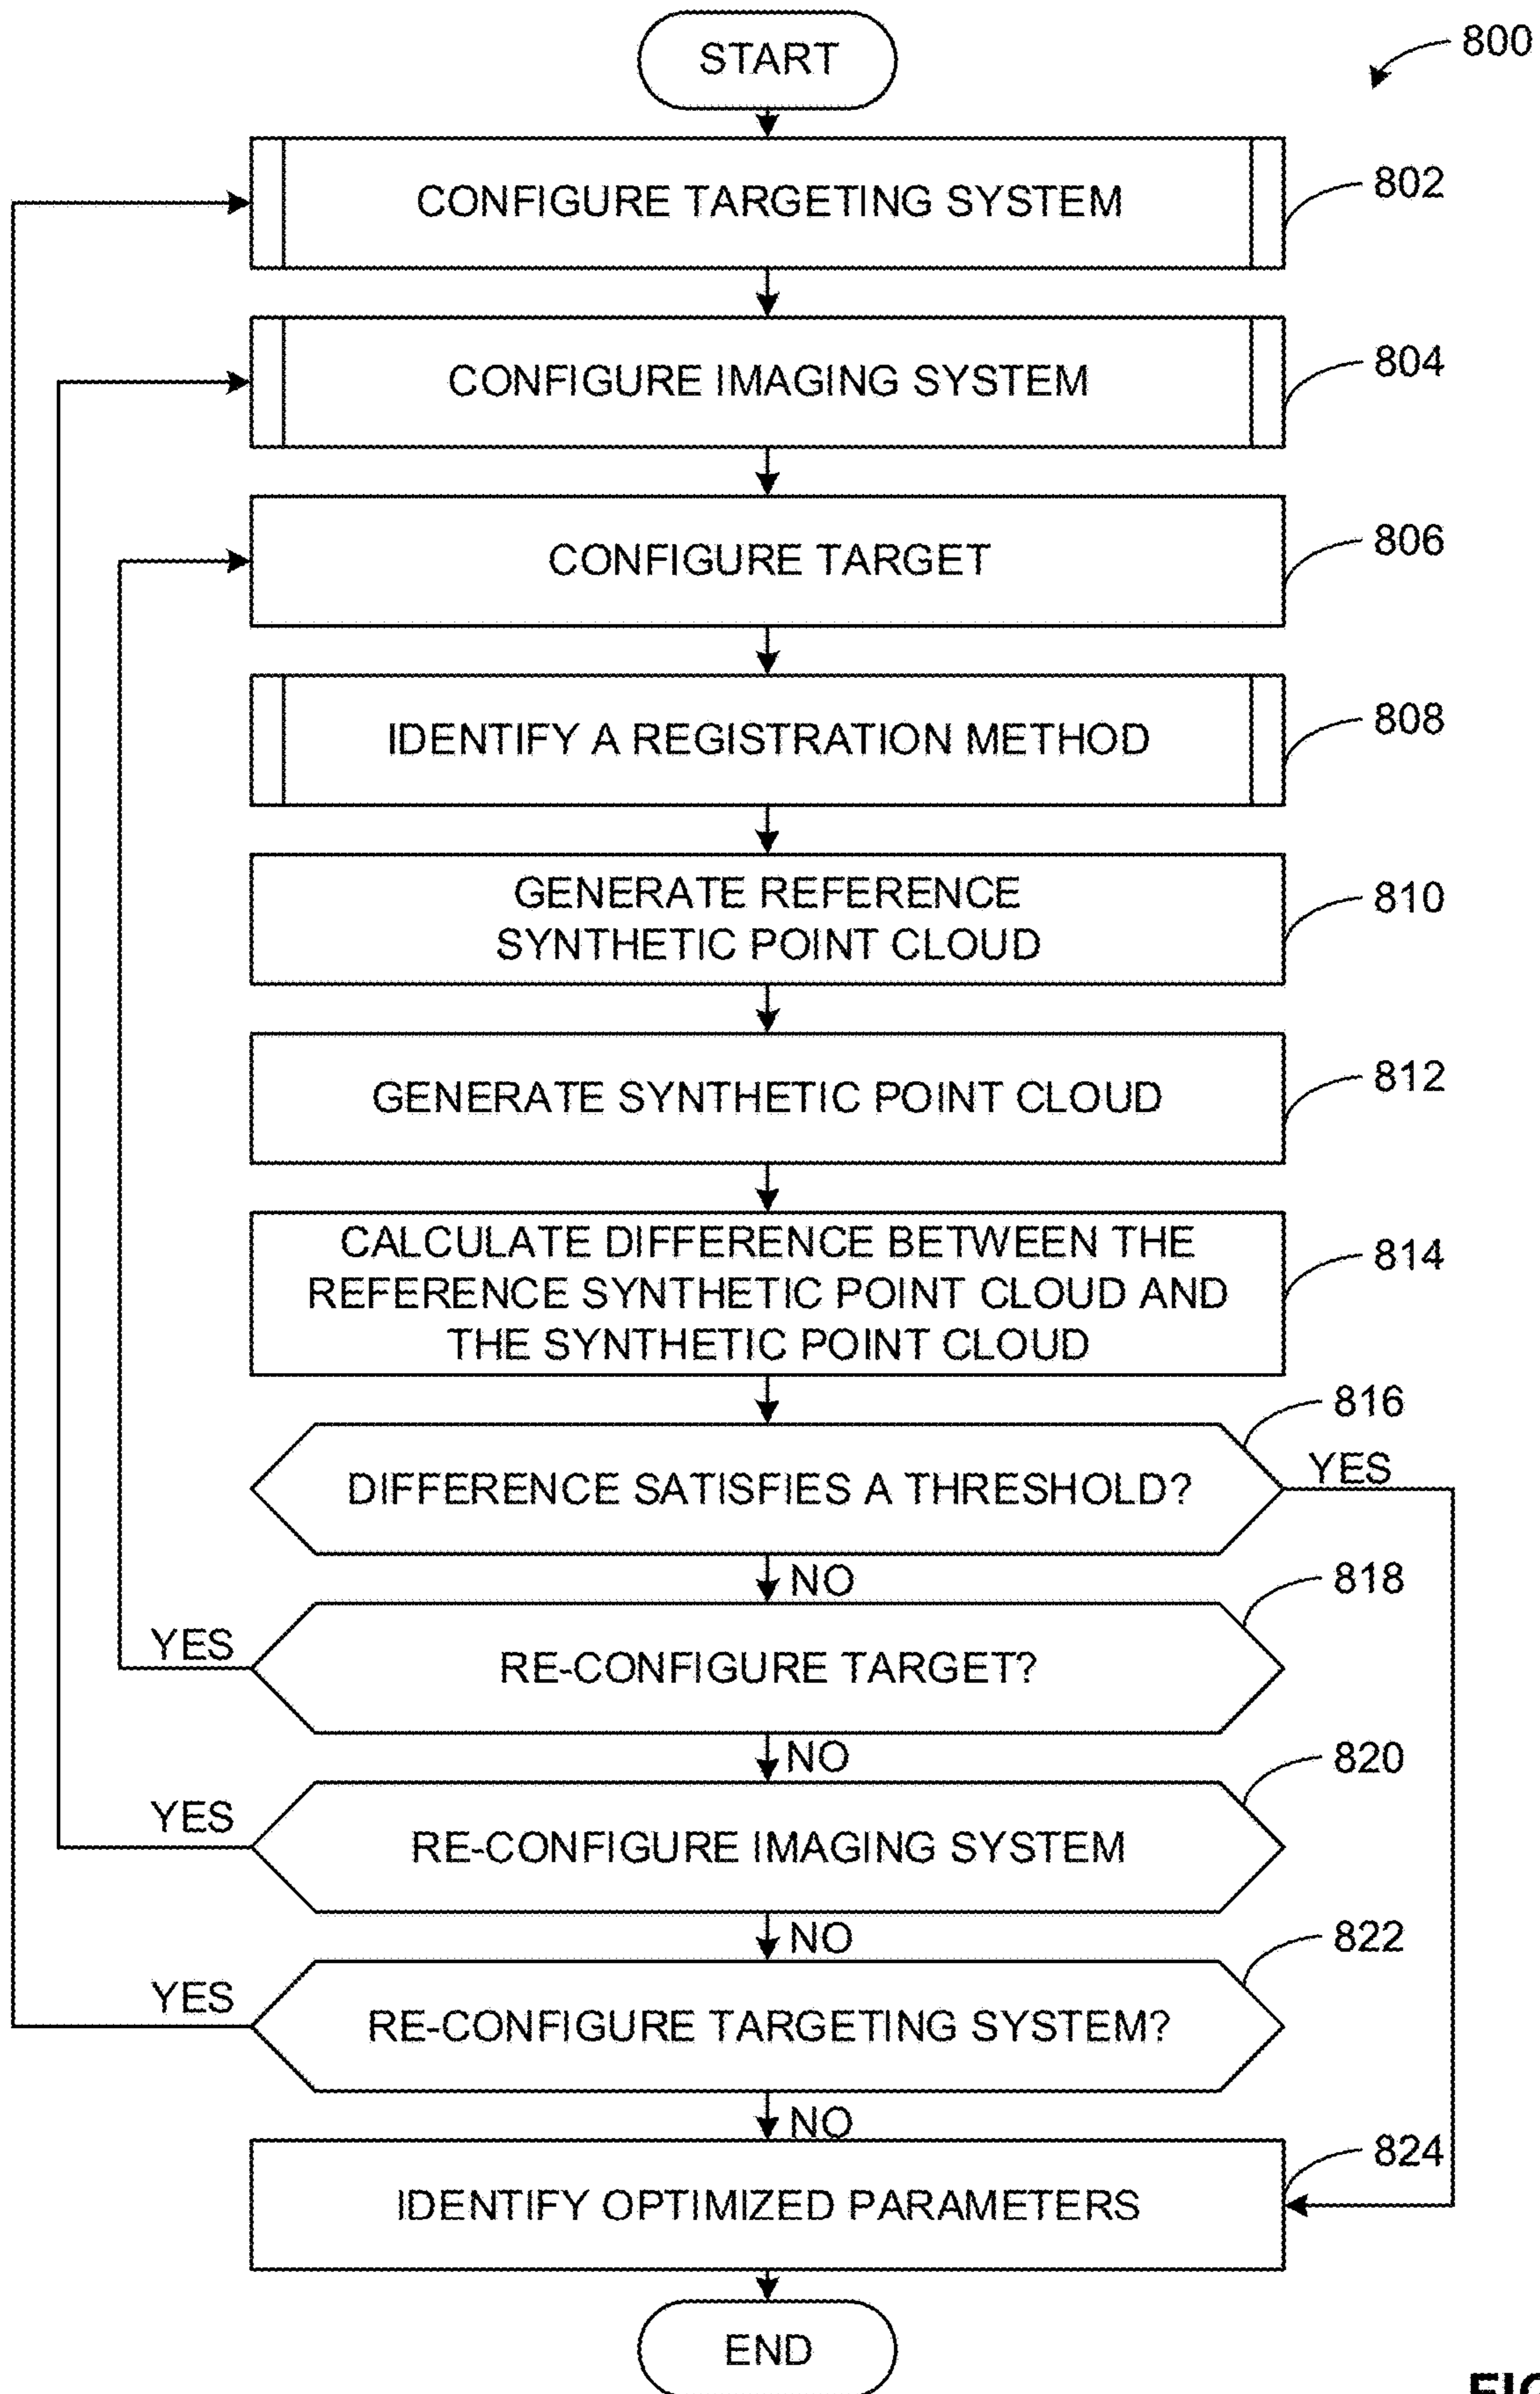 START
800
CONFIGURE TARGETING SYSTEM
802
CONFIGURE IMAGING SYSTEM
804
CONFIGURE TARGET
806
IDENTIFY A REGISTRATION METHOD
808
GENERATE REFERENCE
SYNTHETIC POINT CLOUD
810
GENERATE SYNTHETIC POINT CLOUD
812
CALCULATE DIFFERENCE BETWEEN THE
REFERENCE SYNTHETIC POINT CLOUD AND
THE SYNTHETIC POINT CLOUD
814
816
DIFFERENCE SATISFIES A THRESHOLD?
YES
NO
818
YES
RE-CONFIGURE TARGET?
NO
820
YES
RE-CONFIGURE IMAGING SYSTEM
NO
822
YES
RE-CONFIGURE TARGETING SYSTEM?
NO
824
IDENTIFY OPTIMIZED PARAMETERS
END